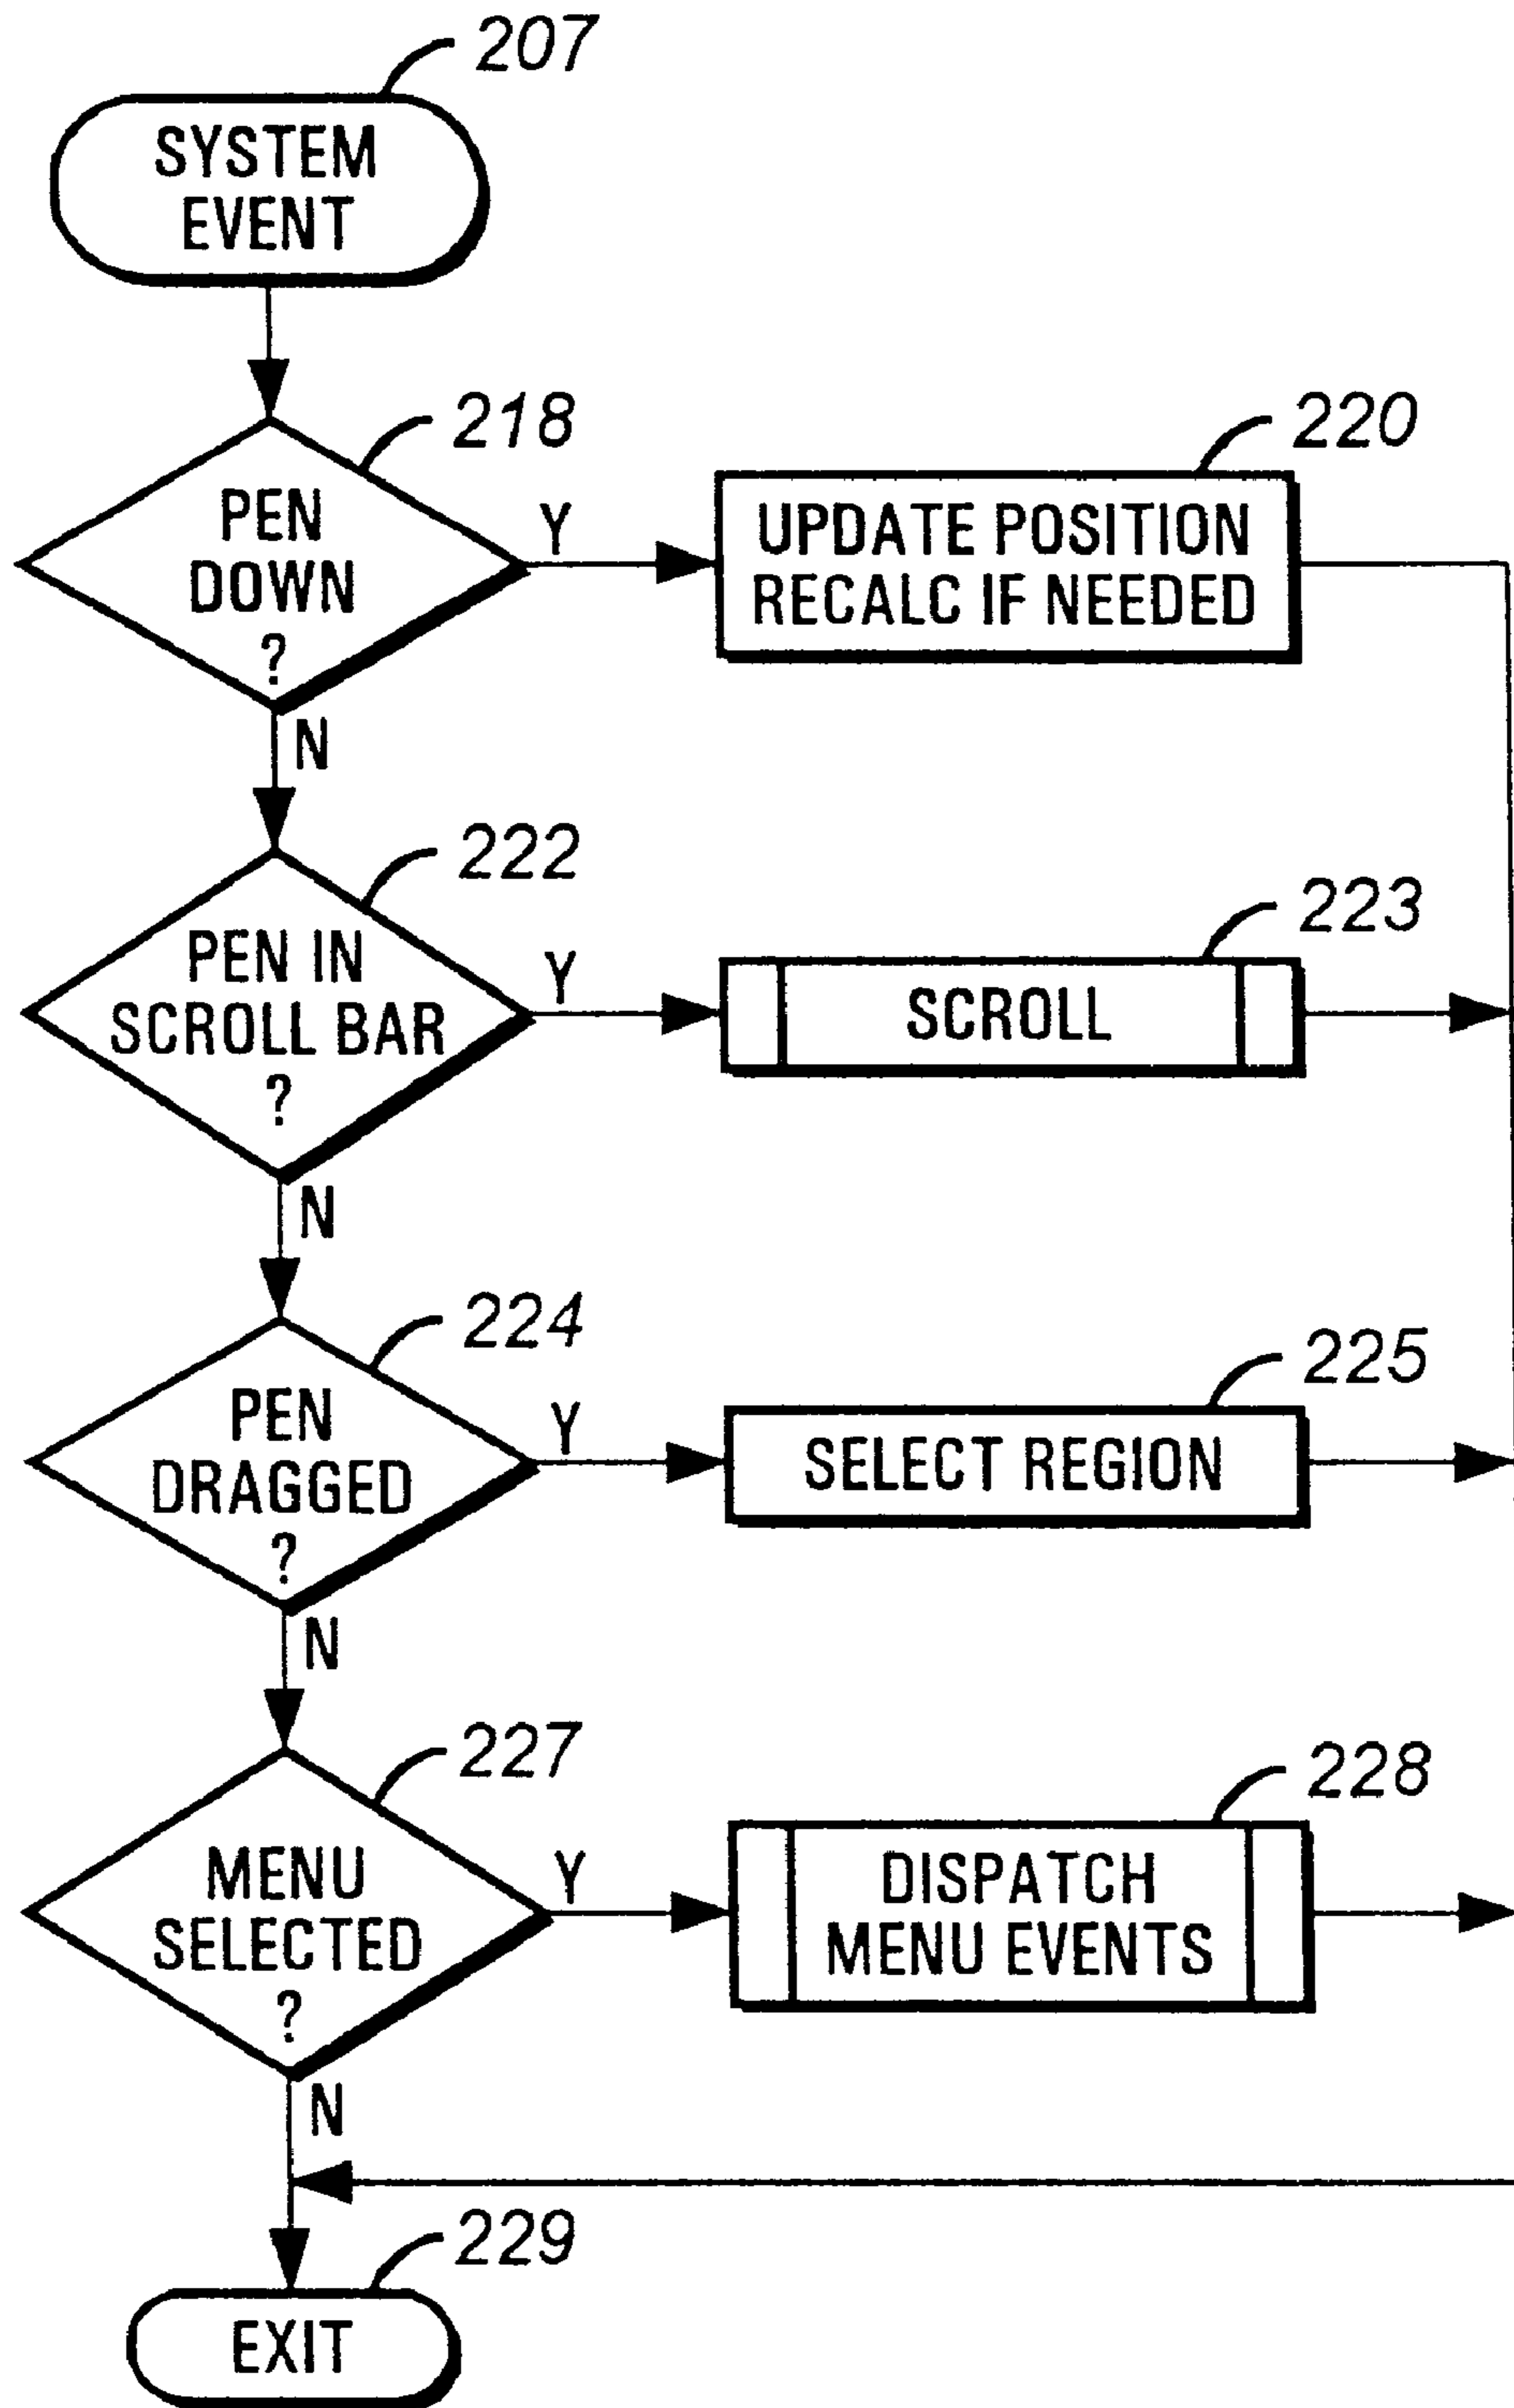 207
SYSTEM
EVENT
218
PEN
DOWN
?
Y
220
UPDATE POSITION
RECALC IF NEEDED
N
222
PEN IN
SCROLL BAR
?
Y
223
SCROLL
N
224
PEN
DRAGGED
?
Y
225
SELECT REGION
N
227
MENU
SELECTED
?
Y
228
DISPATCH
MENU EVENTS
N
229
EXIT